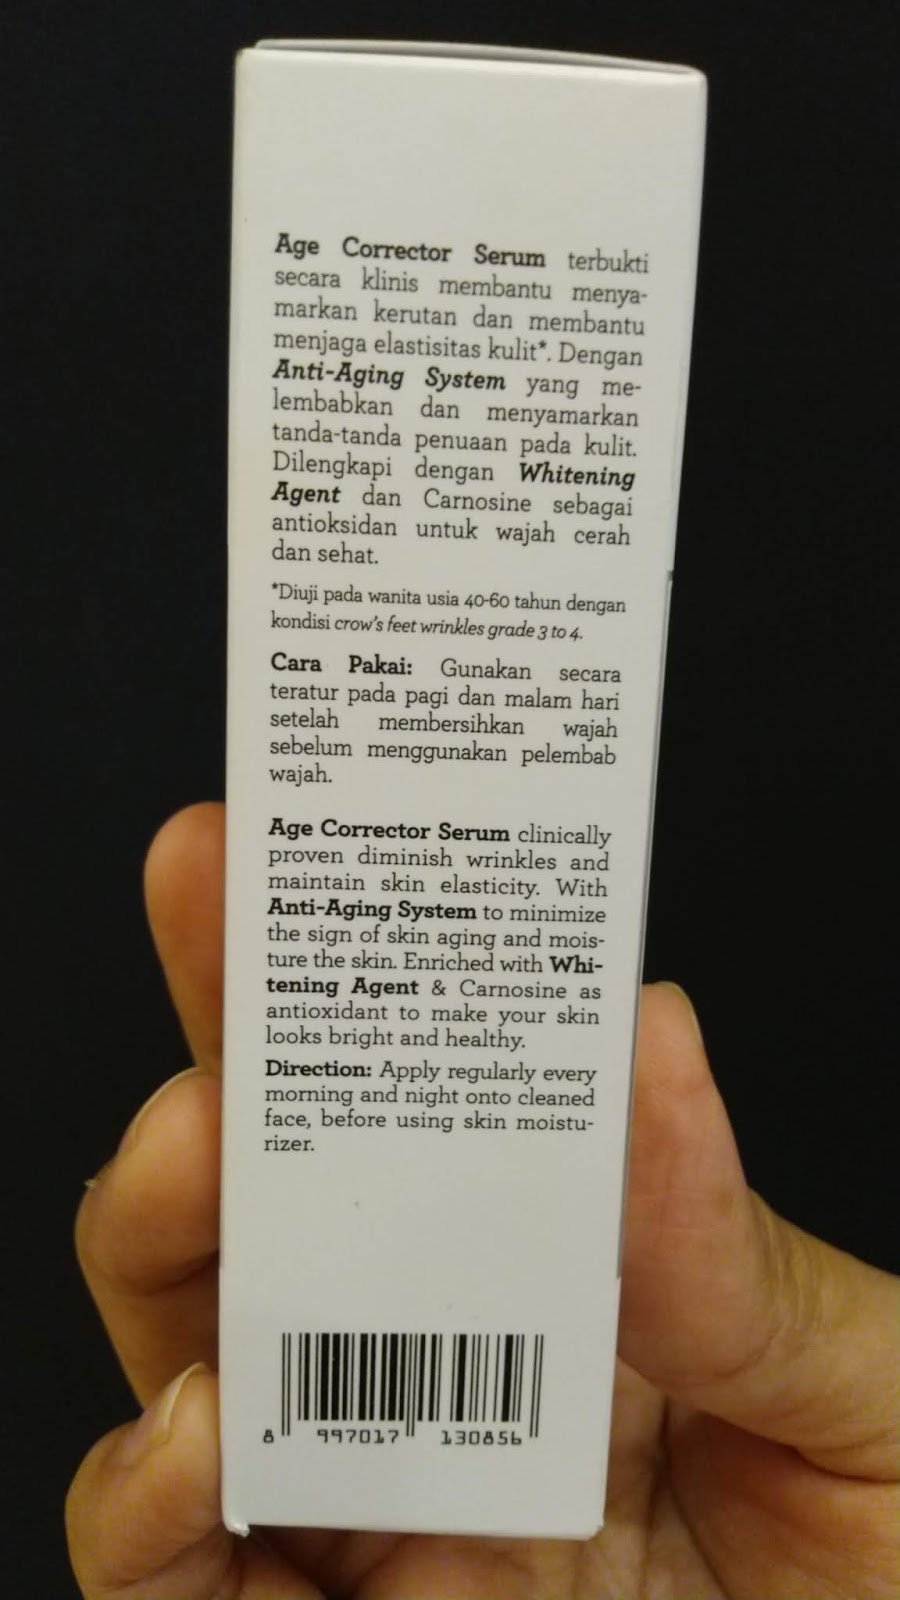 Age Corrector Serum terbukti
secara klinis membantu menya-
markan kerutan dan membantu
menjaga elastisitas kulit*. Dengan
Anti-Aging System yang me-
lembabkan dan menyamarkan
tanda-tanda penuaan pada kulit.
Dilengkapi dengan Whitening
Agent dan Carnosine sebagai
antioksidan untuk wajah cerah
dan sehat.
*Diuji pada wanita usia 40-60 tahun dengan
kondisi crow's feet wrinkles grade 3 to 4.
Cara Pakai: Gunakan secara
teratur pada pagi dan malam hari
setelah membersihkan wajah
sebelum menggunakan pelembab
wajah.
Age Corrector Serum clinically
proven diminish wrinkles and
maintain skin elasticity. With
Anti-Aging System to minimize
the sign of skin aging and mois-
ture the skin. Enriched with Whi-
tening Agent & Carnosine as
antioxidant to make your skin
looks bright and healthy.
Direction: Apply regularly every
morning and night onto cleaned
face, before using skin moistu-
rizer.
8 997017 130856